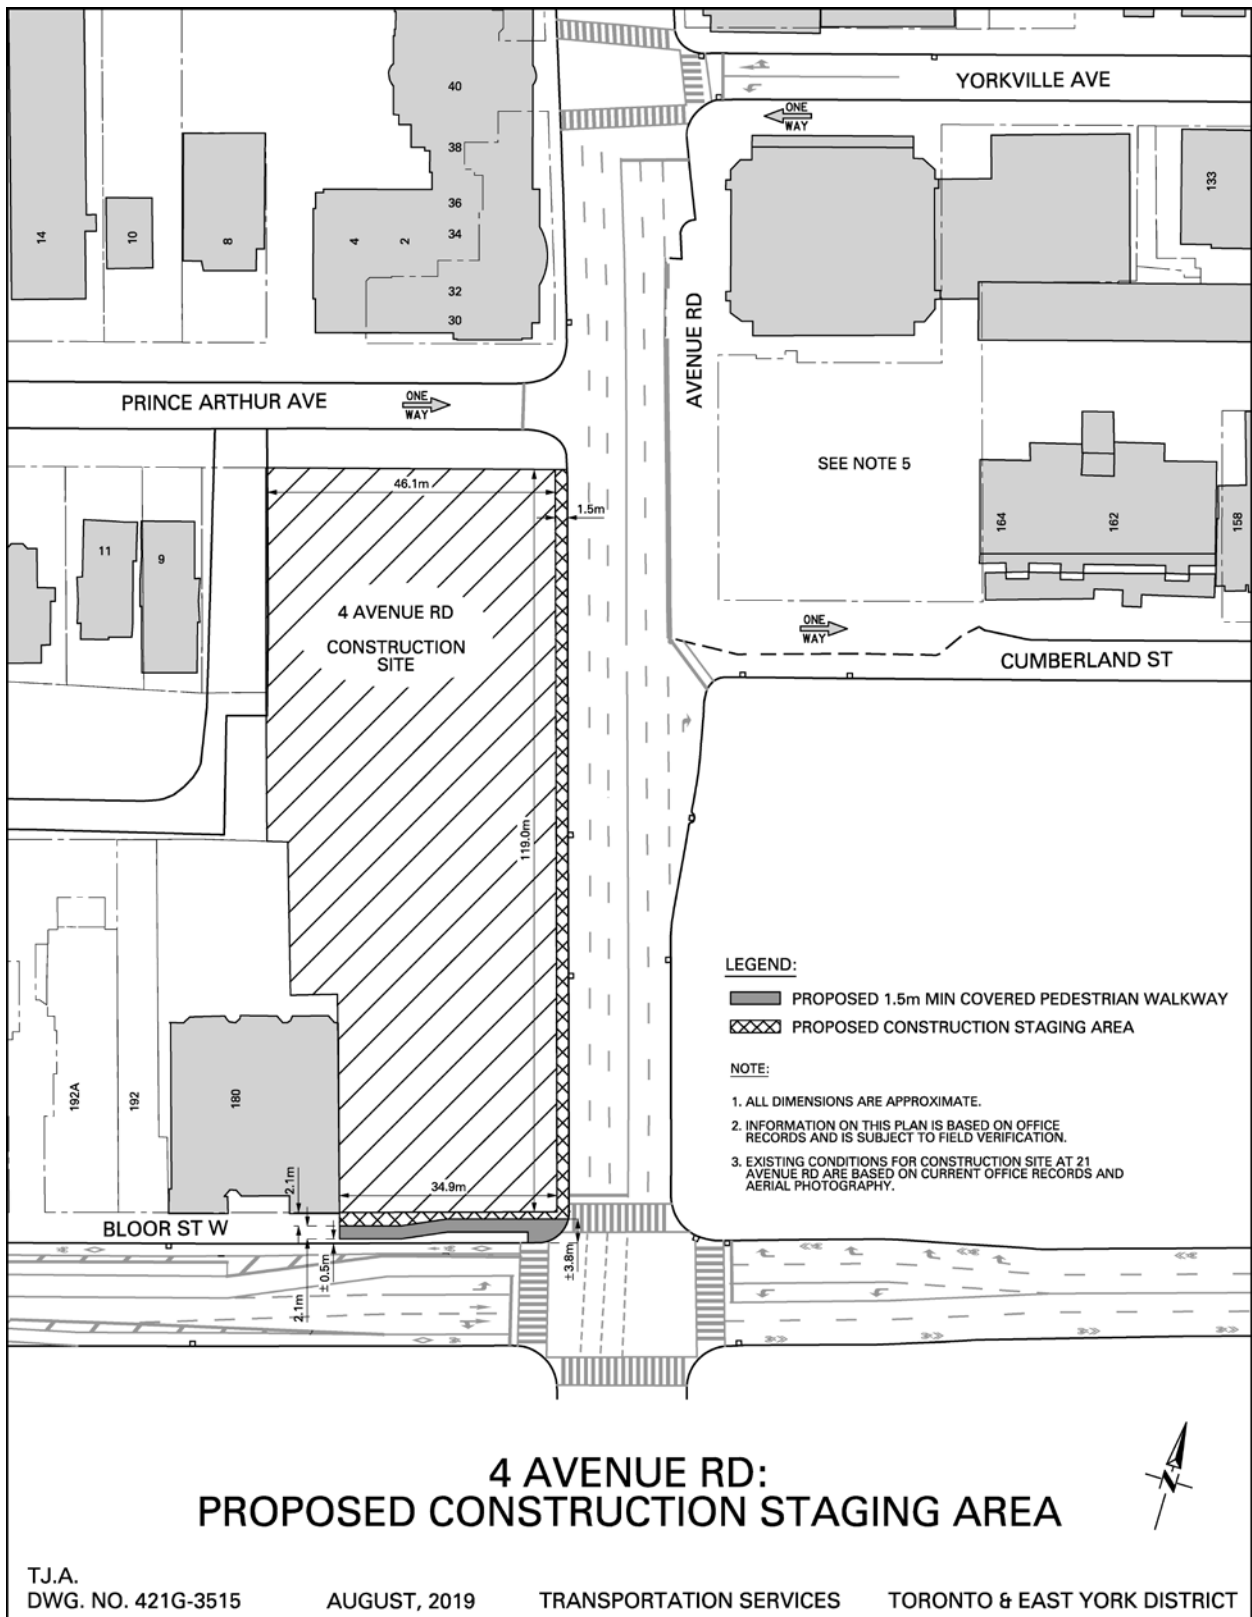 YORKVILLE AVE
ONE
WAY
40
38
36
34
32
30
4
2
8
10
14
133
AVENUE RD
PRINCE ARTHUR AVE
ONE
WAY
SEE NOTE 5
164
162
158
46.1m
1.5m
11
9
4 AVENUE RD
CONSTRUCTION
SITE
ONE
WAY
CUMBERLAND ST
119.0m
LEGEND:
PROPOSED 1.5m MIN COVERED PEDESTRIAN WALKWAY
PROPOSED CONSTRUCTION STAGING AREA
NOTE:
1. ALL DIMENSIONS ARE APPROXIMATE.
2. INFORMATION ON THIS PLAN IS BASED ON OFFICE
RECORDS AND IS SUBJECT TO FIELD VERIFICATION.
3. EXISTING CONDITIONS FOR CONSTRUCTION SITE AT 21
AVENUE RD ARE BASED ON CURRENT OFFICE RECORDS AND
AERIAL PHOTOGRAPHY.
192A
192
180
2.1m
34.9m
BLOOR ST W
±0.5m
2.1m
±3.8m
N
4 AVENUE RD:
PROPOSED CONSTRUCTION STAGING AREA
T.J.A.
DWG. NO. 421G-3515 AUGUST, 2019 TRANSPORTATION SERVICES TORONTO & EAST YORK DISTRICT